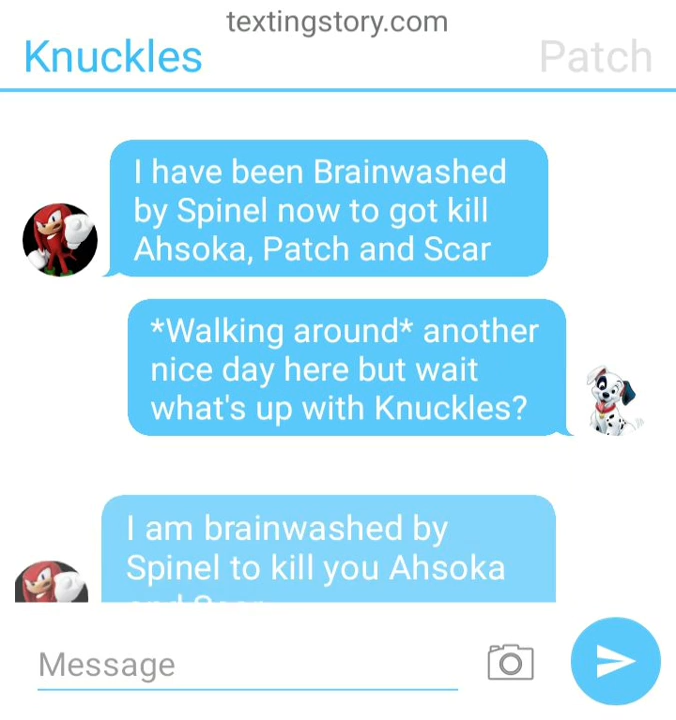 textingstory.com
Knuckles
Patch
I have been Brainwashed
by Spinel now to got kill
Ahsoka, Patch and Scar
*Walking around* another
nice day here but wait
what's up with Knuckles?
I am brainwashed by
Spinel to kill you Ahsoka
Message